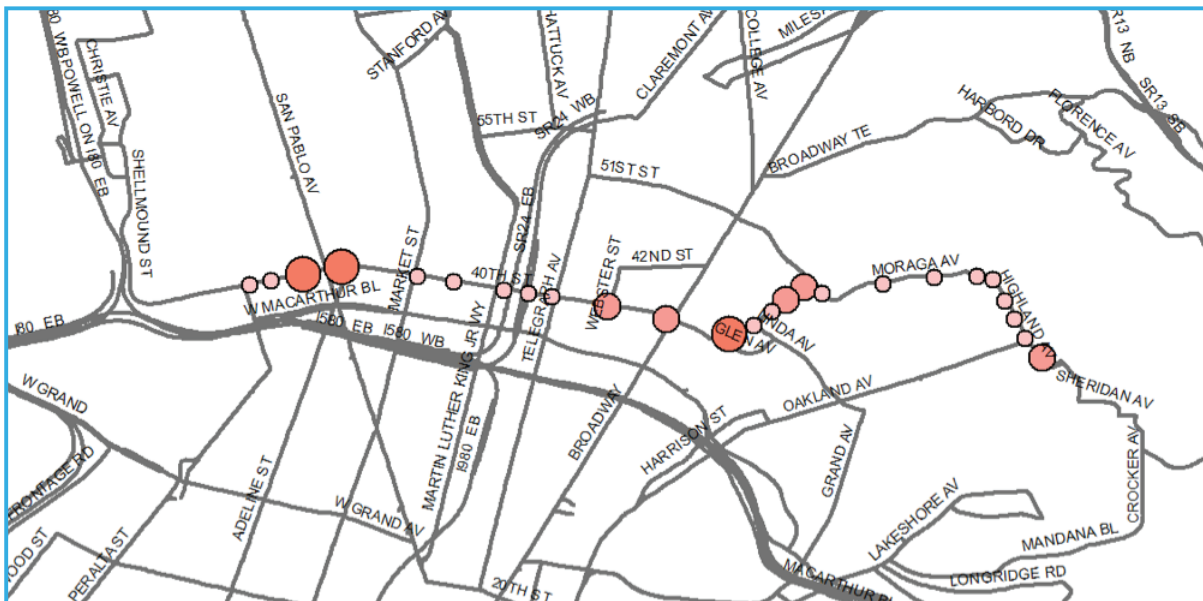 I80 WB
POWELL ON I80 EB
CHRISTIE AV
SHELLMOUND ST
SAN PABLO AV
STANFORD AV
HATTUCK AV
CLAREMONT AV
COLLEGE AV
MILES A
SR13 NB
SR13 SB
55TH ST
SR24 WB
HARBORD DR
FLORENCE AV
BROADWAY TE
51ST ST
SR24 EB
MARKET ST
WEBSTER ST
42ND ST
MORAGA AV
40TH ST
W MACARTHUR BL
TELEGRAPH AV
HIGHLAND AV
GLEN AV
LINDA AV
I80 EB
I580 EB
I580 WB
MARTIN LUTHER KING JR WY
SHERIDAN AV
W GRAND
OAKLAND AV
BROADWAY
HARRISON ST
GRAND AV
I980 EB
CROCKER AV
FRONTAGE RD
ADELINE ST
W GRAND AV
LAKESHORE AV
MANDANA BL
OOD ST
PERALTA ST
20TH ST
MACARTHUR BL
LONGRIDGE RD